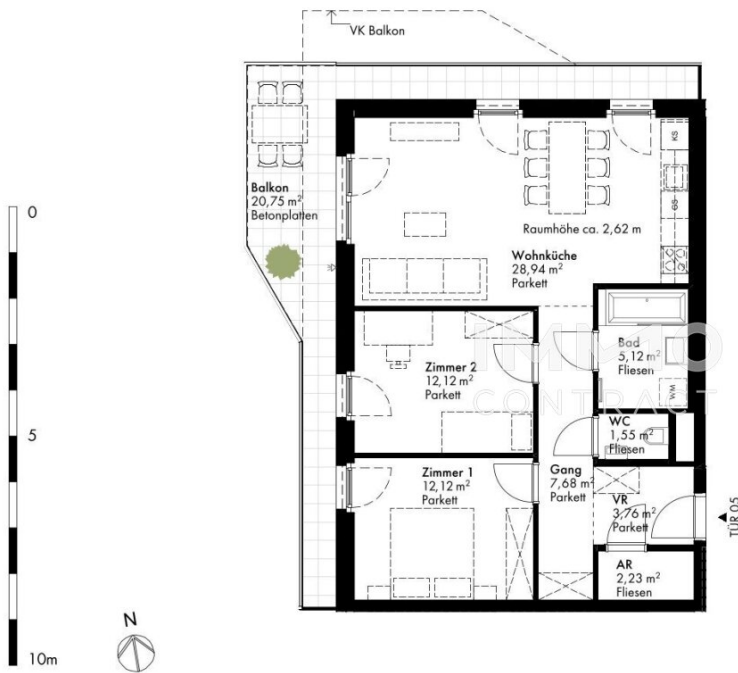 VK Balkon
KS
GS
Balkon
20,75 m²
Betonplatten
Raumhöhe ca. 2,62 m
Wohnküche
28,94 m²
Parkett
0
5
10m
Zimmer 2
12,12 m²
Parkett
Bad
5,12 m²
Fliesen
WM
IMMO
CONTRACT
WC
1,55 m²
Fliesen
Zimmer 1
12,12 m²
Parkett
Gang
7,68 m²
Parkett
VR
3,76 m²
Parkett
TÜR 05
AR
2,23 m²
Fliesen
N